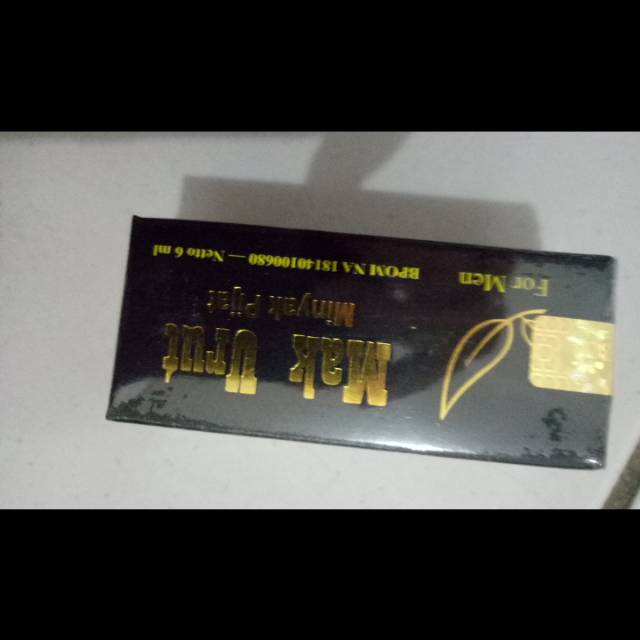 Mak Urut
Minyak Pijat
For Men
BPOM NA 18140100680 — Netto 6 ml